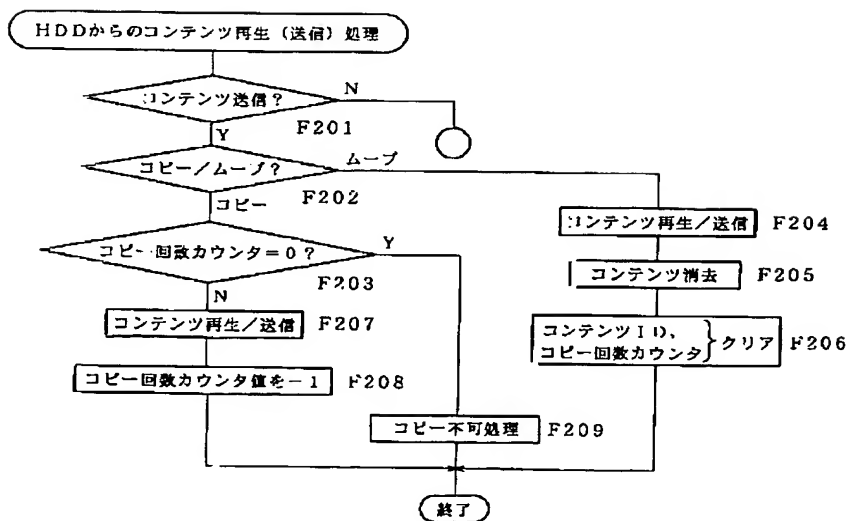 HDDからのコンテンツ再生(送信)処理
コンテンツ送信?
N
F201
Y
コピー/ムーブ?
ムーブ
F202
コピー
コンテンツ再生/送信
F204
コピー回数カウンタ=0?
Y
コンテンツ消去
F205
F203
N
コンテンツ再生/送信
F207
コンテンツID、
コピー回数カウンタ
}クリア
F206
コピー回数カウンタ値を-1
F208
コピー不可処理
F209
終了